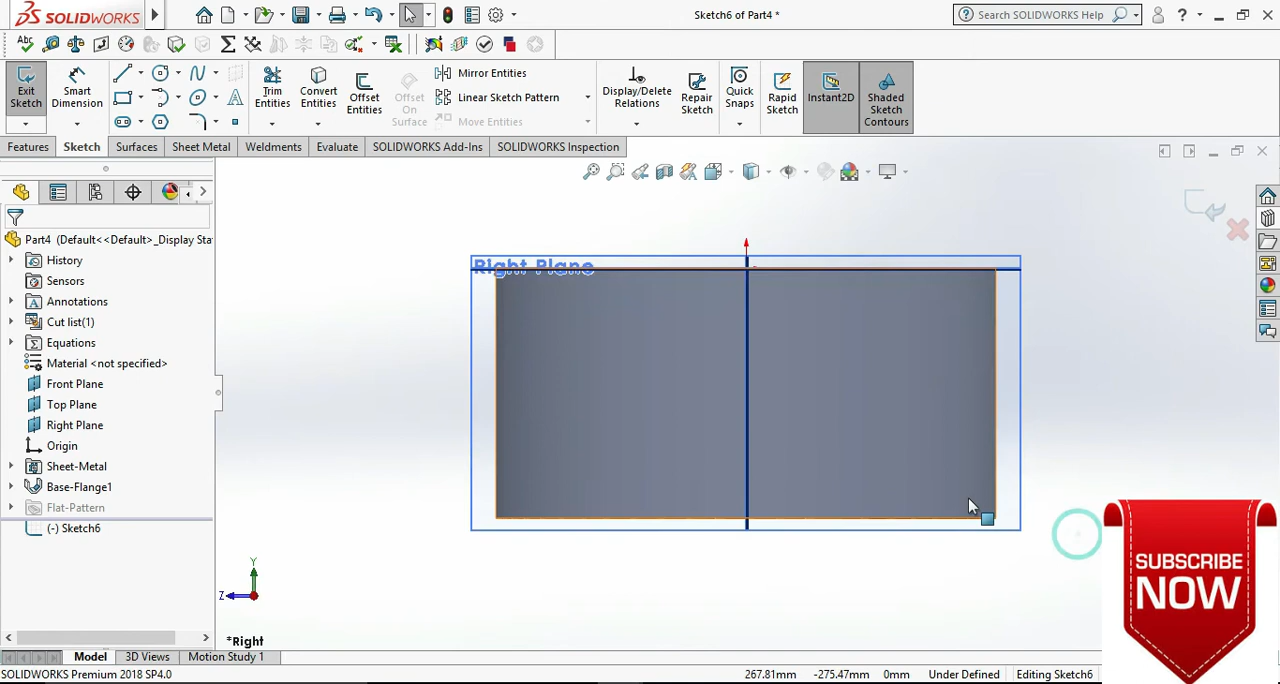 SOLIDWORKS
Sketch6 of Part4 *
Search SOLIDWORKS Help
?
Exit Sketch
Smart Dimension
Trim Entities
Convert Entities
Offset Entities
Offset On Surface
Mirror Entities
Linear Sketch Pattern
Move Entities
Display/Delete Relations
Repair Sketch
Quick Snaps
Rapid Sketch
Instant2D
Shaded Sketch Contours
Features
Sketch
Surfaces
Sheet Metal
Weldments
Evaluate
SOLIDWORKS Add-Ins
SOLIDWORKS Inspection
Part4 (Default<<Default>_Display Sta
History
Sensors
Annotations
Cut list(1)
Equations
Material <not specified>
Front Plane
Top Plane
Right Plane
Origin
Sheet-Metal
Base-Flange1
Flat-Pattern
(-) Sketch6
Right Plane
Y
Z
*Right
SUBSCRIBE
NOW
Model
3D Views
Motion Study 1
SOLIDWORKS Premium 2018 SP4.0
267.81mm
-275.47mm
0mm
Under Defined
Editing Sketch6